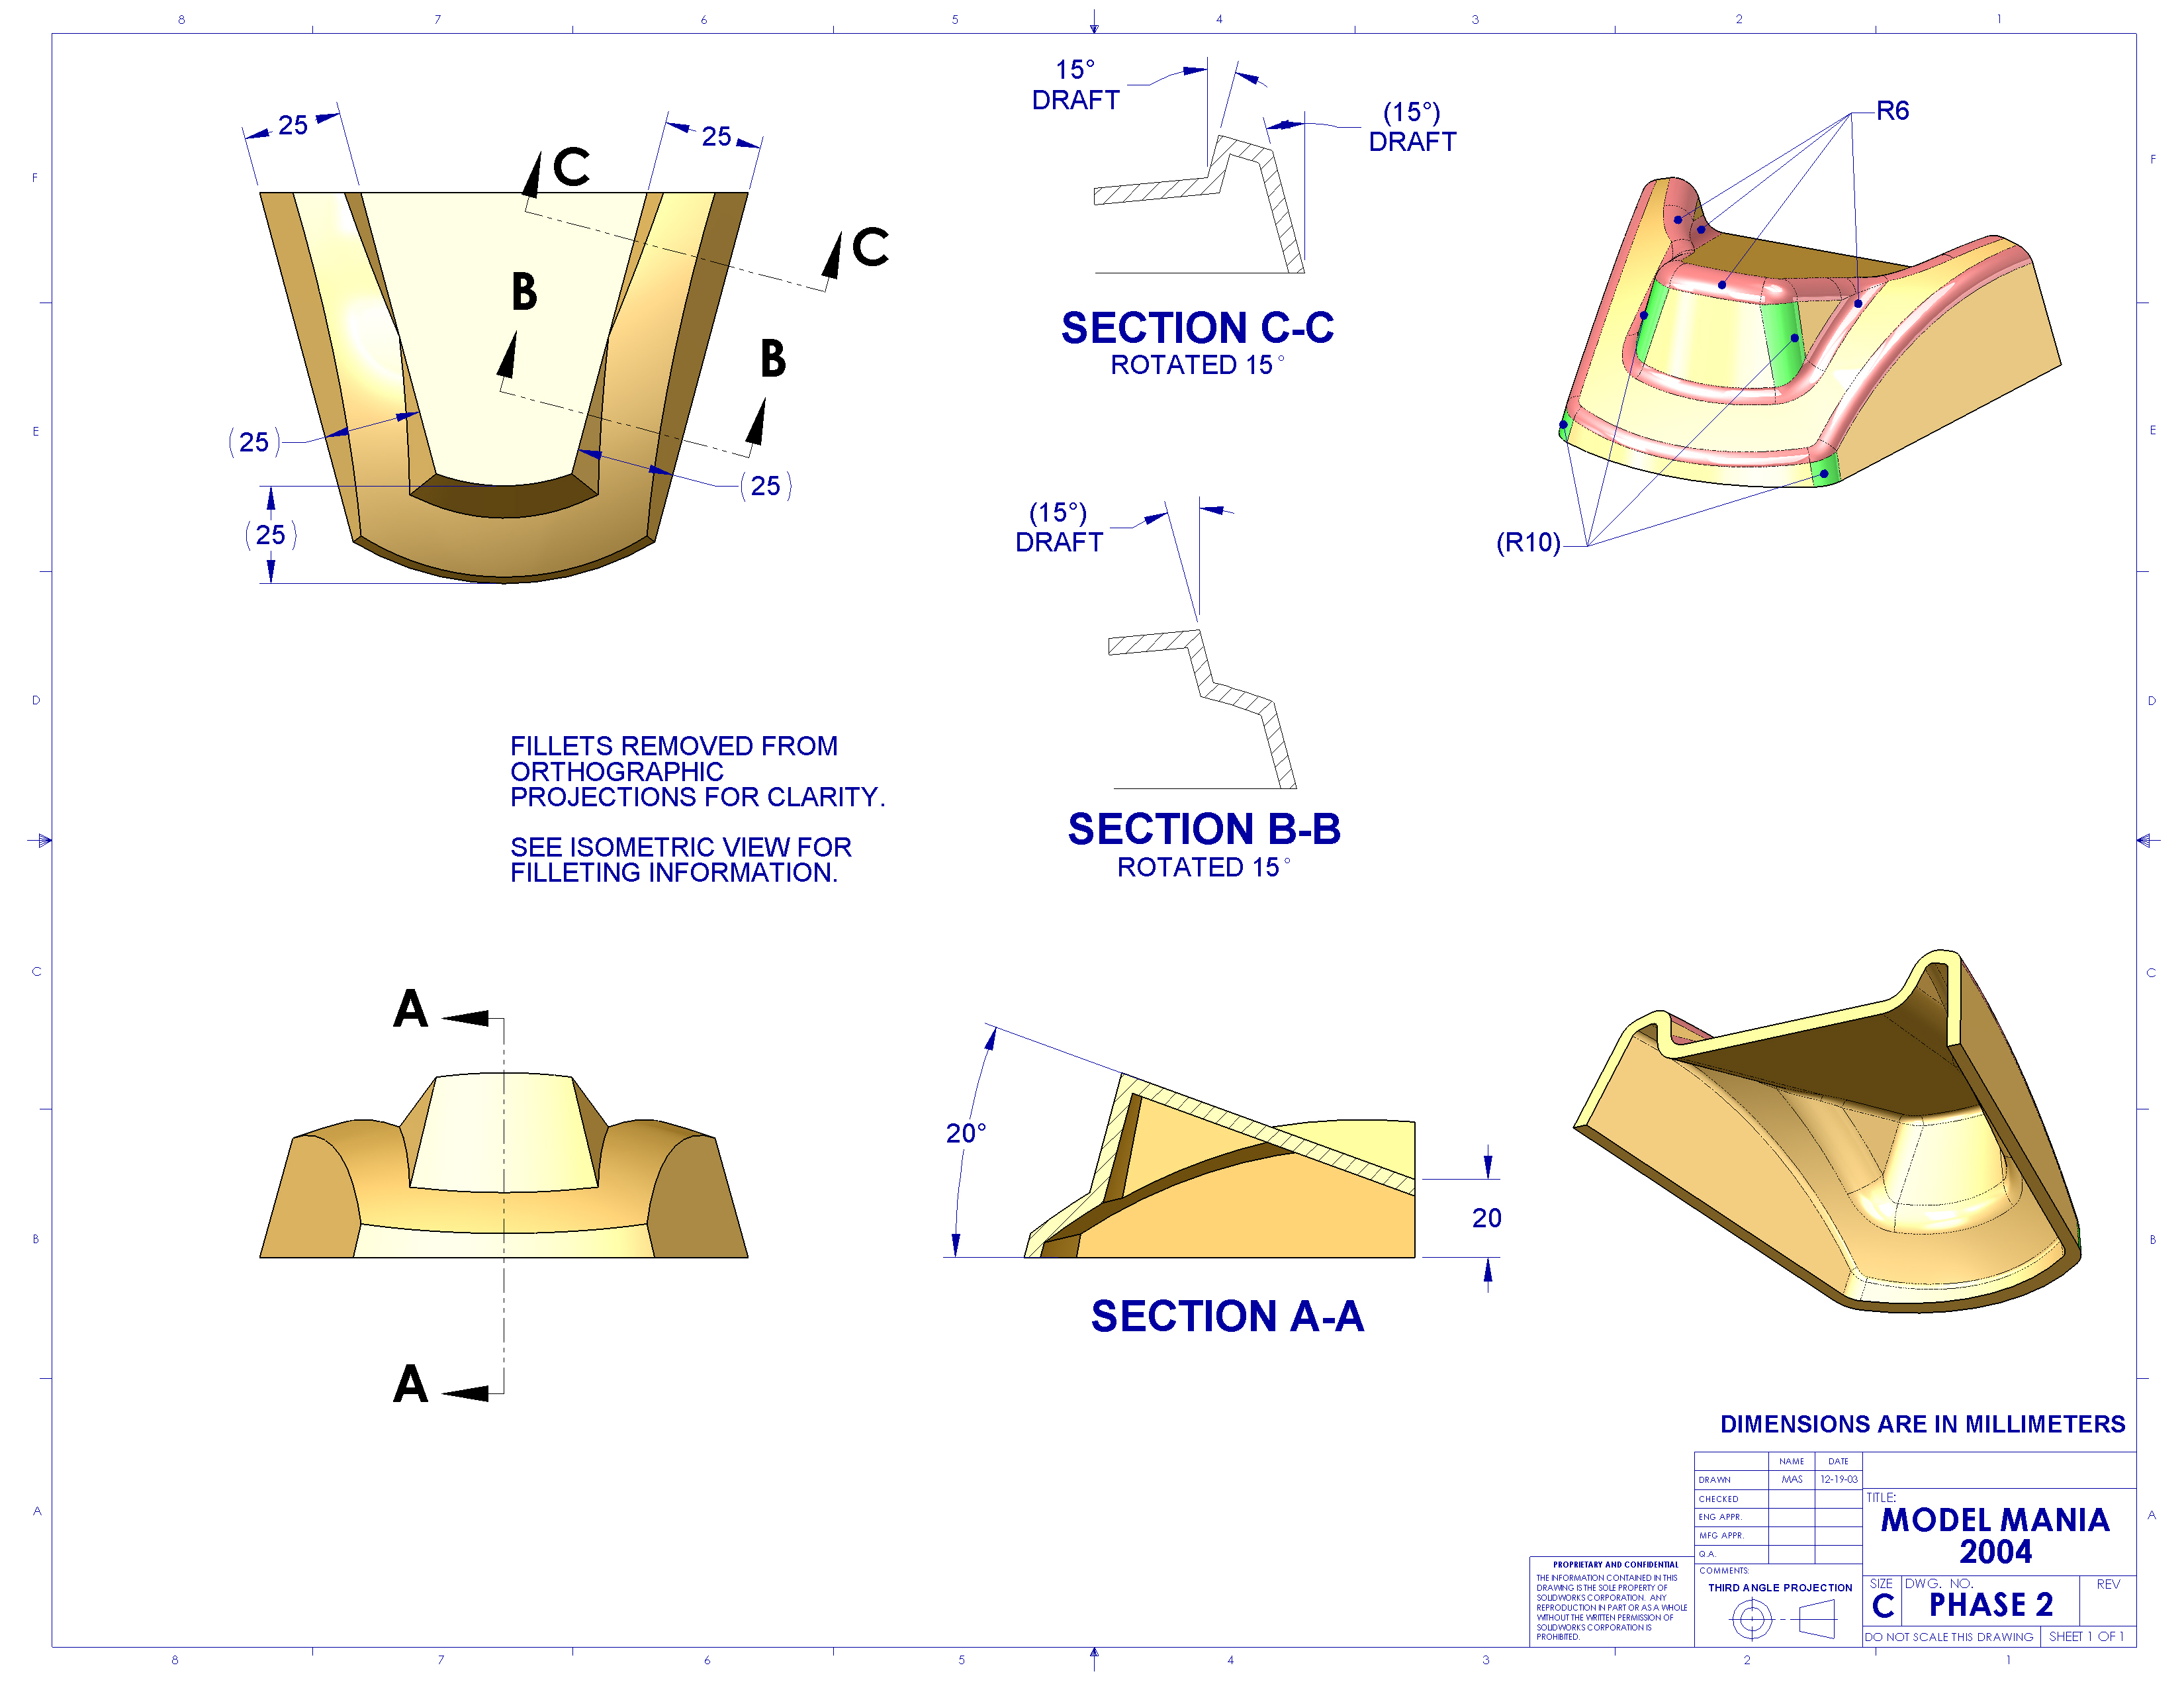 8 7 6 5 4 3 2 1
F
E
D
C
B
A
25
25
C
C
B
B
(25)
(25)
(25)
15°
DRAFT
(15°)
DRAFT
SECTION C-C
ROTATED 15°
(15°)
DRAFT
SECTION B-B
ROTATED 15°
R6
(R10)
FILLETS REMOVED FROM
ORTHOGRAPHIC
PROJECTIONS FOR CLARITY.
SEE ISOMETRIC VIEW FOR
FILLETING INFORMATION.
A
A
20°
20
SECTION A-A
F
E
D
C
B
A
DIMENSIONS ARE IN MILLIMETERS
NAME DATE
DRAWN MAS 12-19-03
CHECKED
ENG APPR.
MFG APPR.
Q.A.
COMMENTS:
THIRD ANGLE PROJECTION
TITLE:
MODEL MANIA
2004
SIZE DWG. NO. REV
C PHASE 2
DO NOT SCALE THIS DRAWING SHEET 1 OF 1
PROPRIETARY AND CONFIDENTIAL
THE INFORMATION CONTAINED IN THIS
DRAWING IS THE SOLE PROPERTY OF
SOLIDWORKS CORPORATION. ANY
REPRODUCTION IN PART OR AS A WHOLE
WITHOUT THE WRITTEN PERMISSION OF
SOLIDWORKS CORPORATION IS
PROHIBITED.
8 7 6 5 4 3 2 1